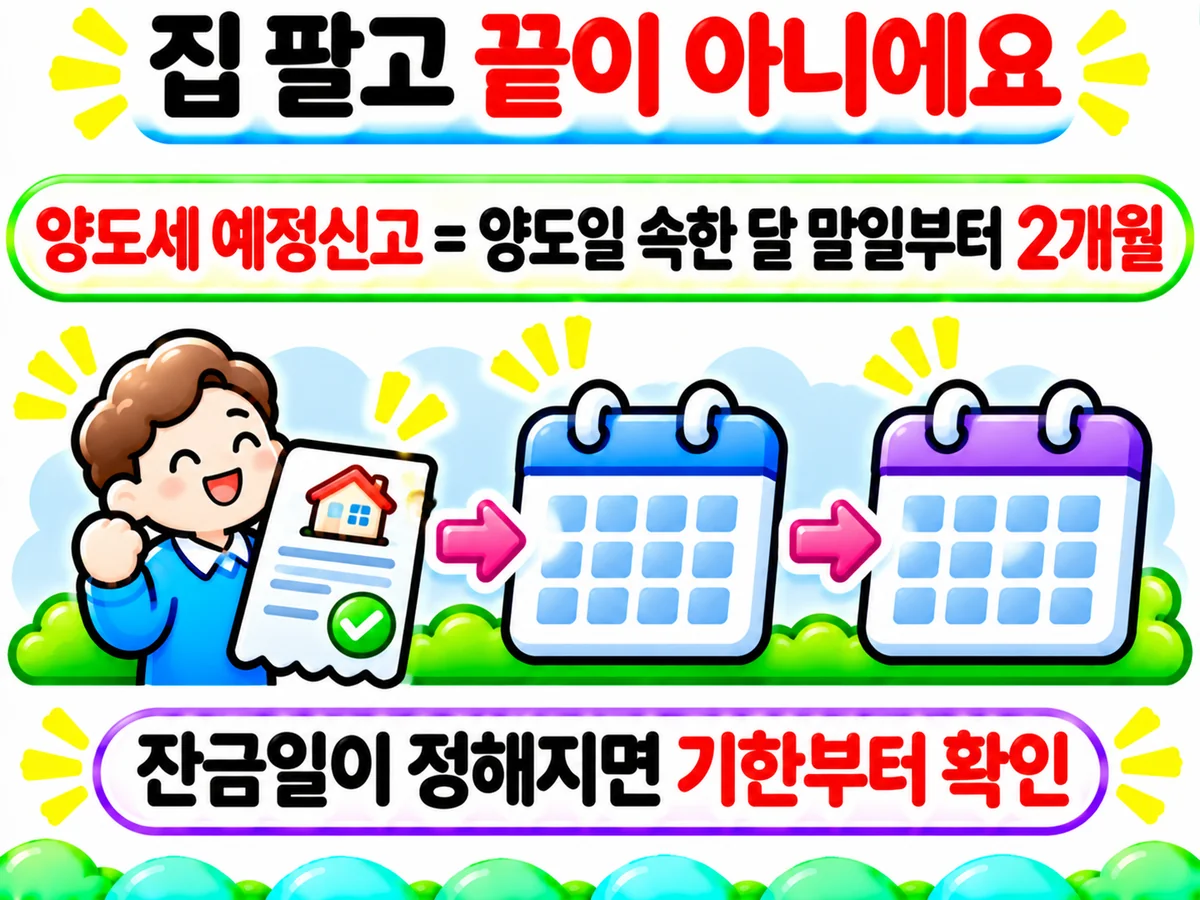 집 팔고 끝이 아니에요
양도세 예정신고 = 양도일 속한 달 말일부터 2개월
잔금일이 정해지면 기한부터 확인